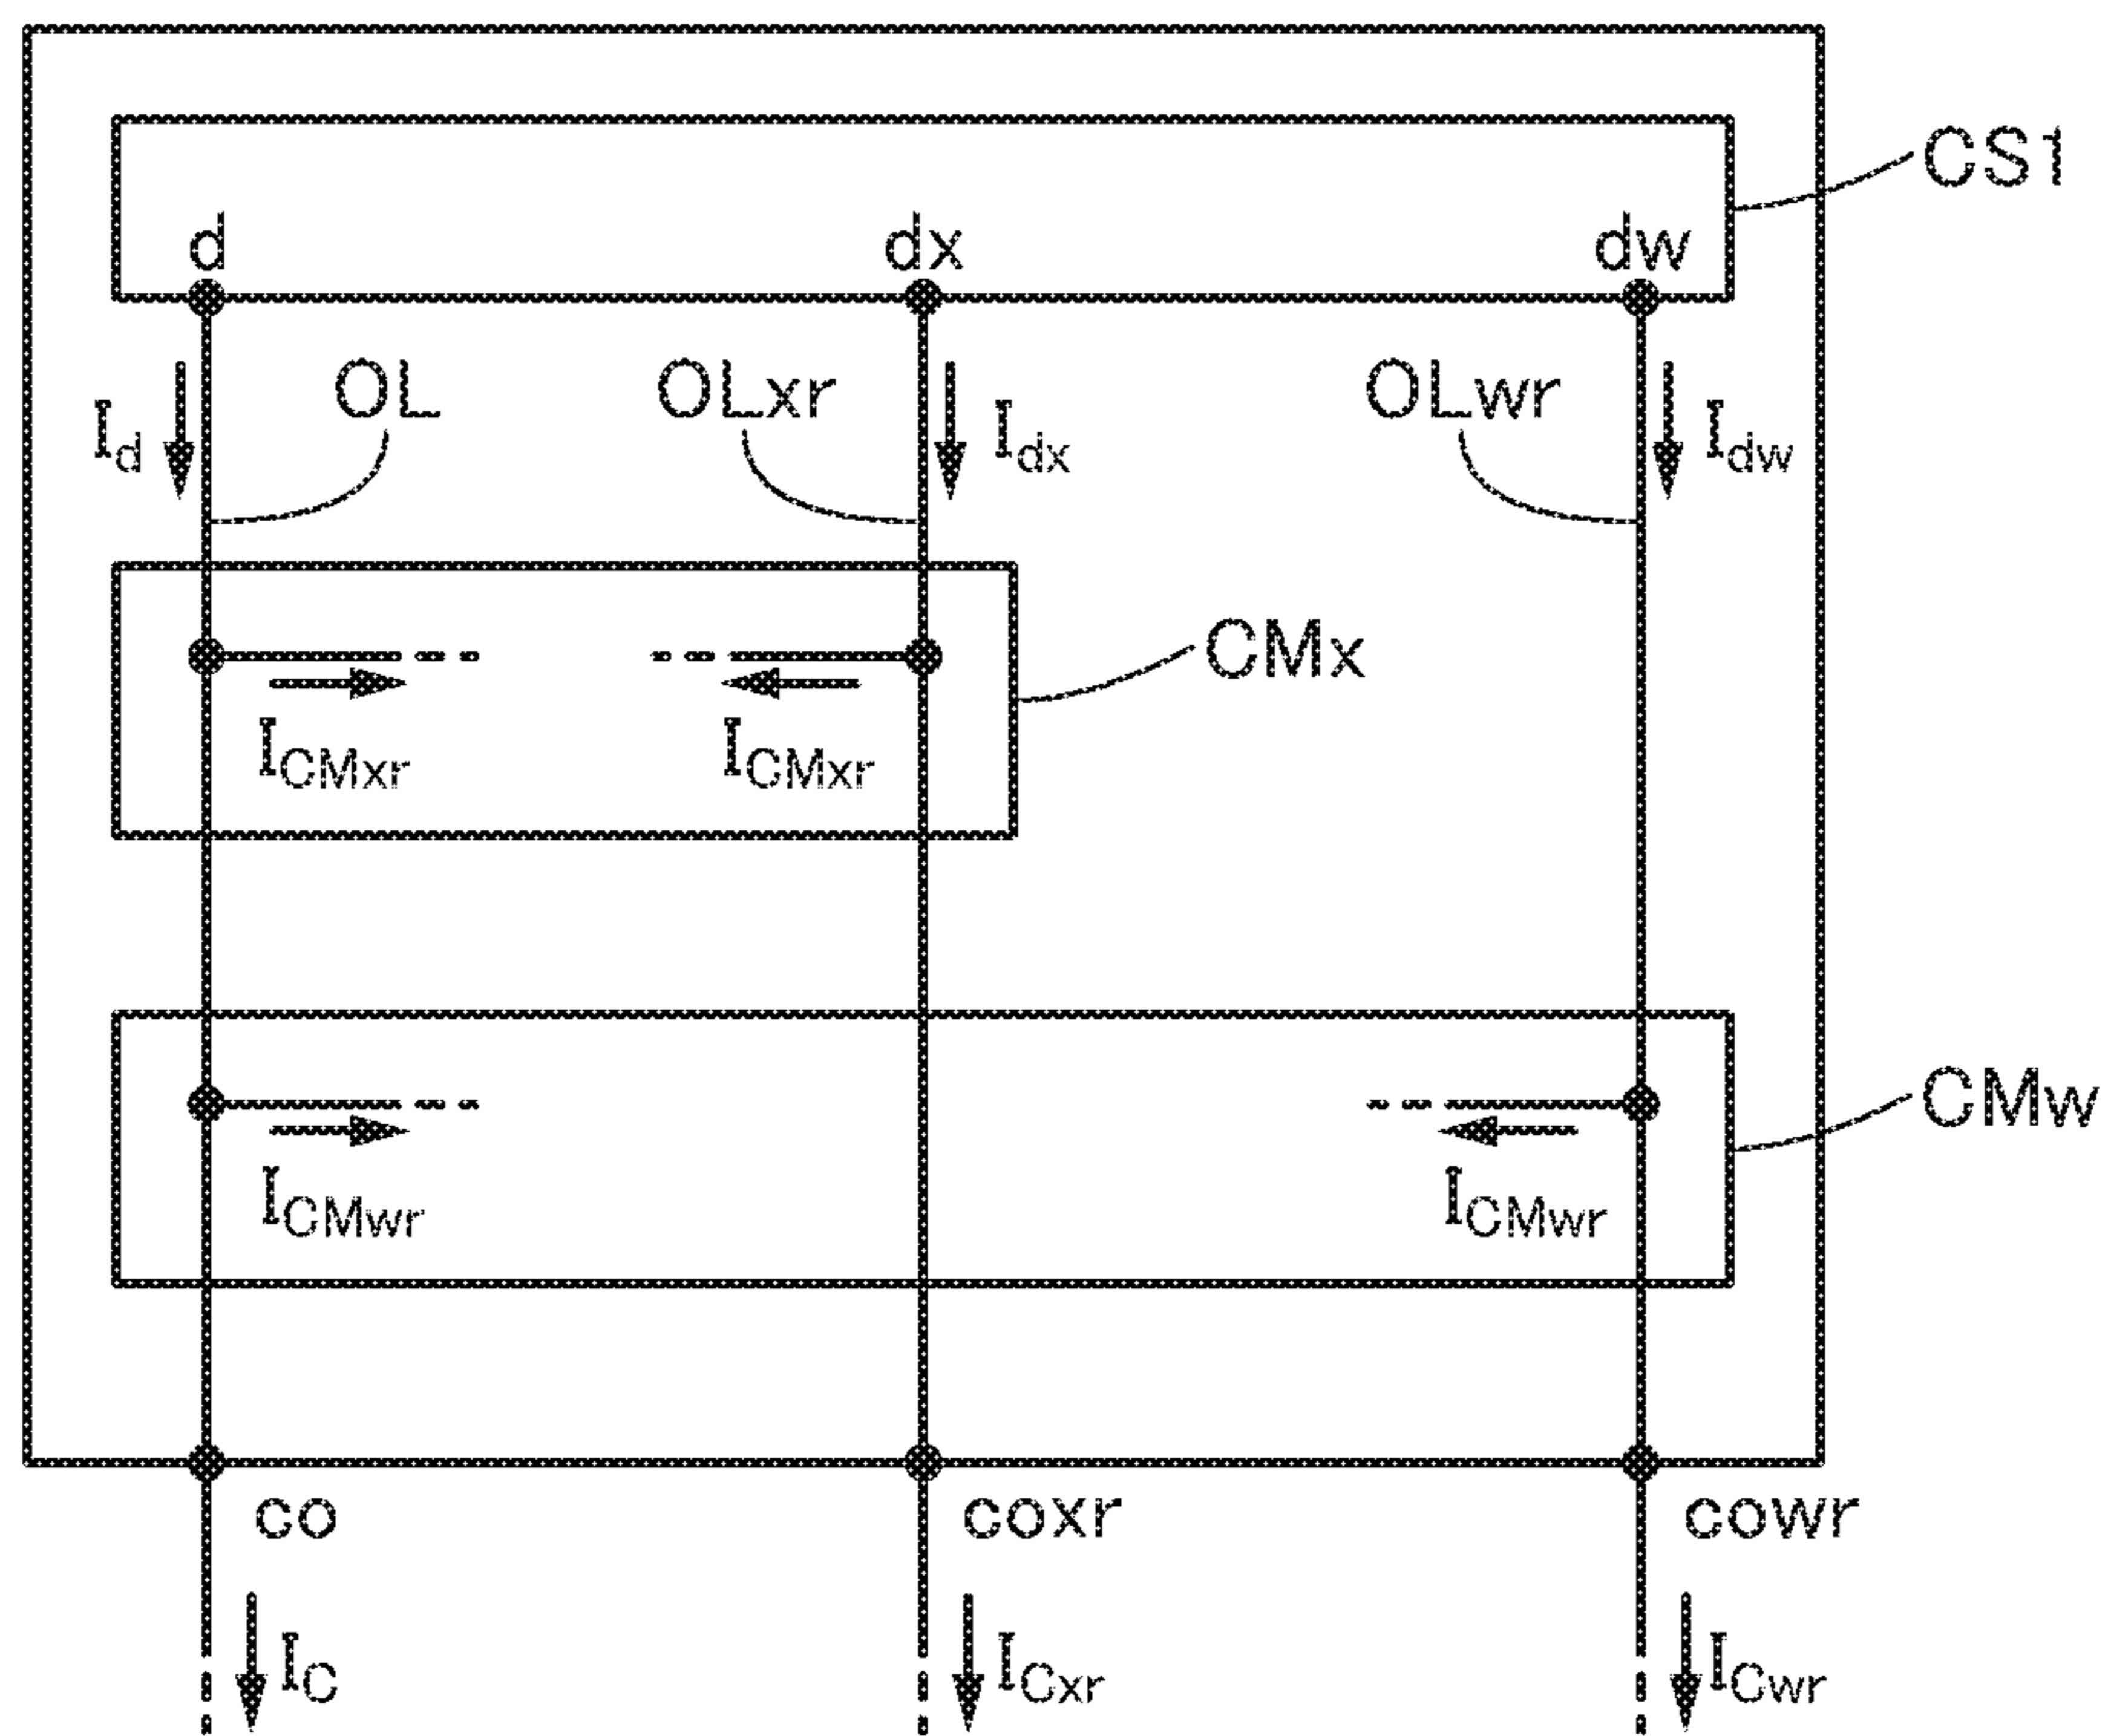 CS1
d dx dw
OL OLxr OLwr
Id Idx Idw
CMx
ICMxr ICMxr
CMw
ICMwr ICMwr
co coxr cowr
IC ICxr ICwr